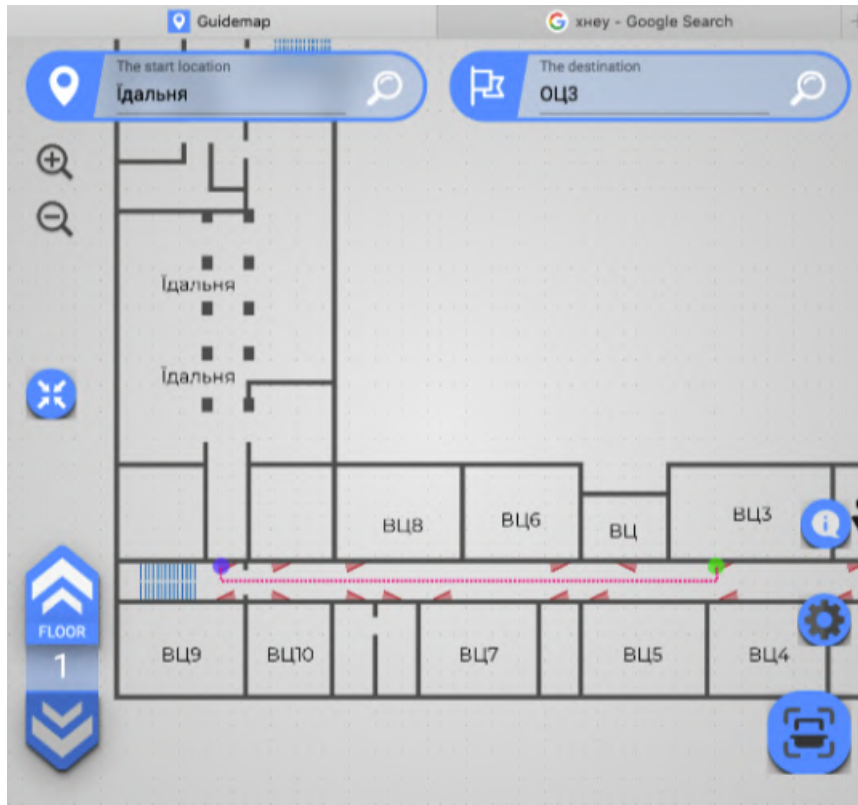 Guidemap
хнеу - Google Search
The start location
Їдальня
The destination
ОЦ3
Їдальня
Їдальня
ВЦ8
ВЦ6
ВЦ
ВЦ3
FLOOR
1
ВЦ9
ВЦ10
ВЦ7
ВЦ5
ВЦ4